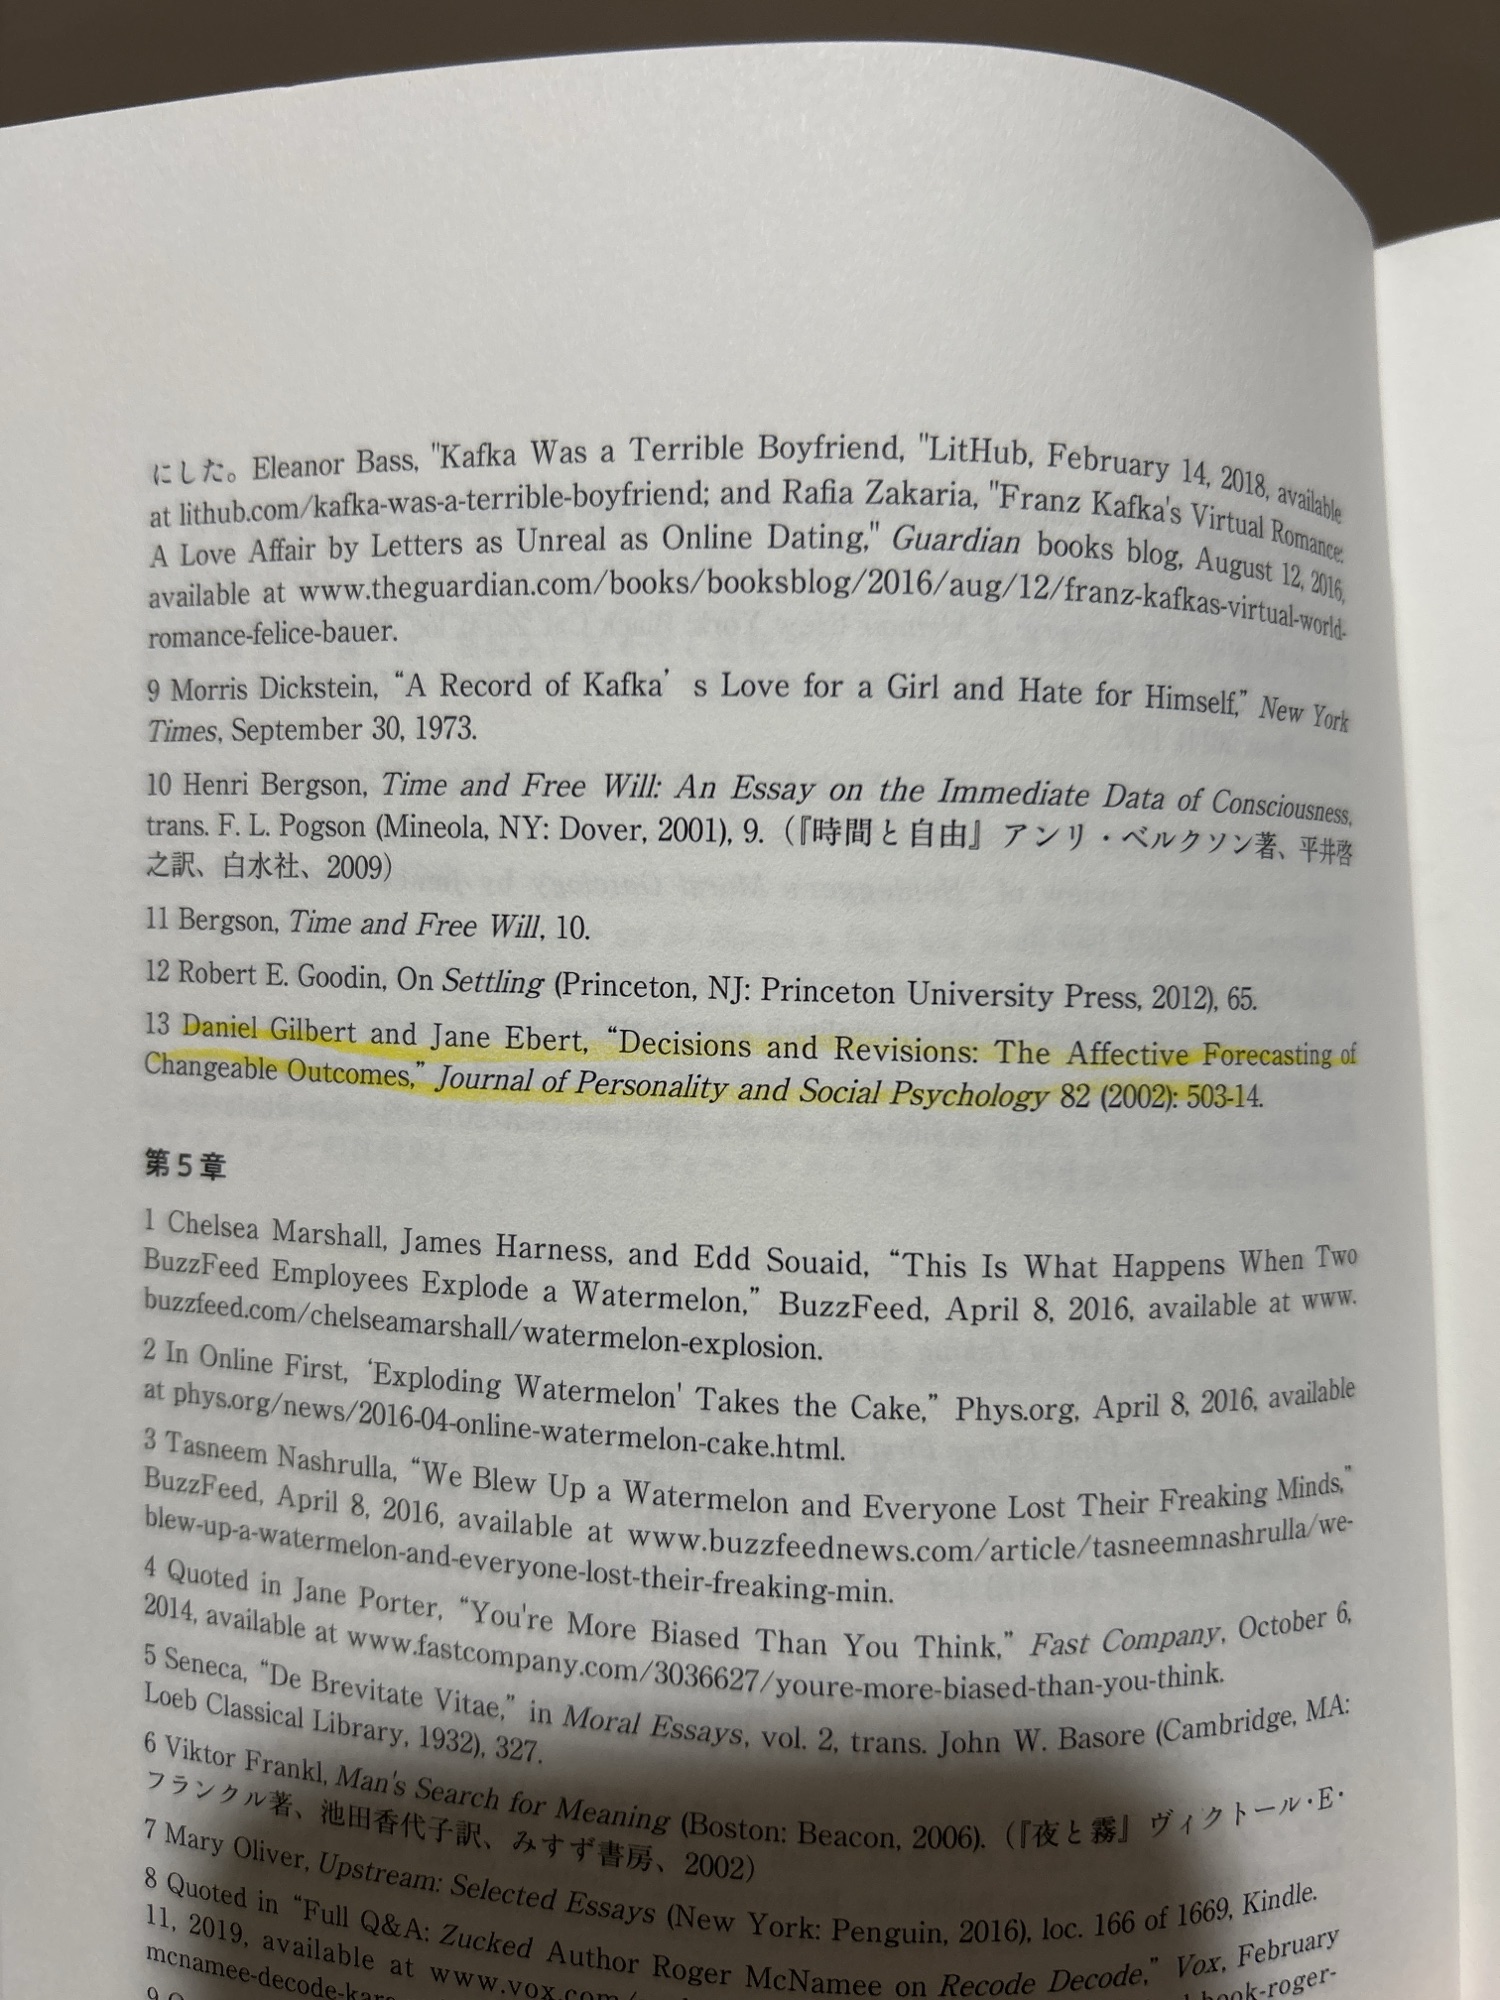 にした。Eleanor Bass, "Kafka Was a Terrible Boyfriend, "LitHub, February 14, 2018, available
at lithub.com/kafka-was-a-terrible-boyfriend; and Rafia Zakaria, "Franz Kafka's Virtual Romance:
A Love Affair by Letters as Unreal as Online Dating," Guardian books blog, August 12, 2016,
available at www.theguardian.com/books/booksblog/2016/aug/12/franz-kafkas-virtual-world-
romance-felice-bauer.
9 Morris Dickstein, “A Record of Kafka’ s Love for a Girl and Hate for Himself,” New York
Times, September 30, 1973.
10 Henri Bergson, Time and Free Will: An Essay on the Immediate Data of Consciousness,
trans. F. L. Pogson (Mineola, NY: Dover, 2001), 9.（『時間と自由』アンリ・ベルクソン著、平井啓
之訳、白水社、2009）
11 Bergson, Time and Free Will, 10.
12 Robert E. Goodin, On Settling (Princeton, NJ: Princeton University Press, 2012), 65.
13 Daniel Gilbert and Jane Ebert, “Decisions and Revisions: The Affective Forecasting of
Changeable Outcomes,” Journal of Personality and Social Psychology 82 (2002): 503-14.
第5章
1 Chelsea Marshall, James Harness, and Edd Souaid, “This Is What Happens When Two
BuzzFeed Employees Explode a Watermelon,” BuzzFeed, April 8, 2016, available at www.
buzzfeed.com/chelseamarshall/watermelon-explosion.
2 In Online First, ‘Exploding Watermelon' Takes the Cake,” Phys.org, April 8, 2016, available
at phys.org/news/2016-04-online-watermelon-cake.html.
3 Tasneem Nashrulla, “We Blew Up a Watermelon and Everyone Lost Their Freaking Minds,”
BuzzFeed, April 8, 2016, available at www.buzzfeednews.com/article/tasneemnashrulla/we-
blew-up-a-watermelon-and-everyone-lost-their-freaking-min.
4 Quoted in Jane Porter, “You're More Biased Than You Think,” Fast Company, October 6,
2014, available at www.fastcompany.com/3036627/youre-more-biased-than-you-think.
5 Seneca, “De Brevitate Vitae,” in Moral Essays, vol. 2, trans. John W. Basore (Cambridge, MA:
Loeb Classical Library, 1932), 327.
6 Viktor Frankl, Man's Search for Meaning (Boston: Beacon, 2006).（『夜と霧』ヴィクトール・E・
フランクル著、池田香代子訳、みすず書房、2002）
7 Mary Oliver, Upstream: Selected Essays (New York: Penguin, 2016), loc. 166 of 1669, Kindle.
8 Quoted in “Full Q&A: Zucked Author Roger McNamee on Recode Decode,” Vox, February
11, 2019, available at www.vox.com/
mcnamee-decode-kara